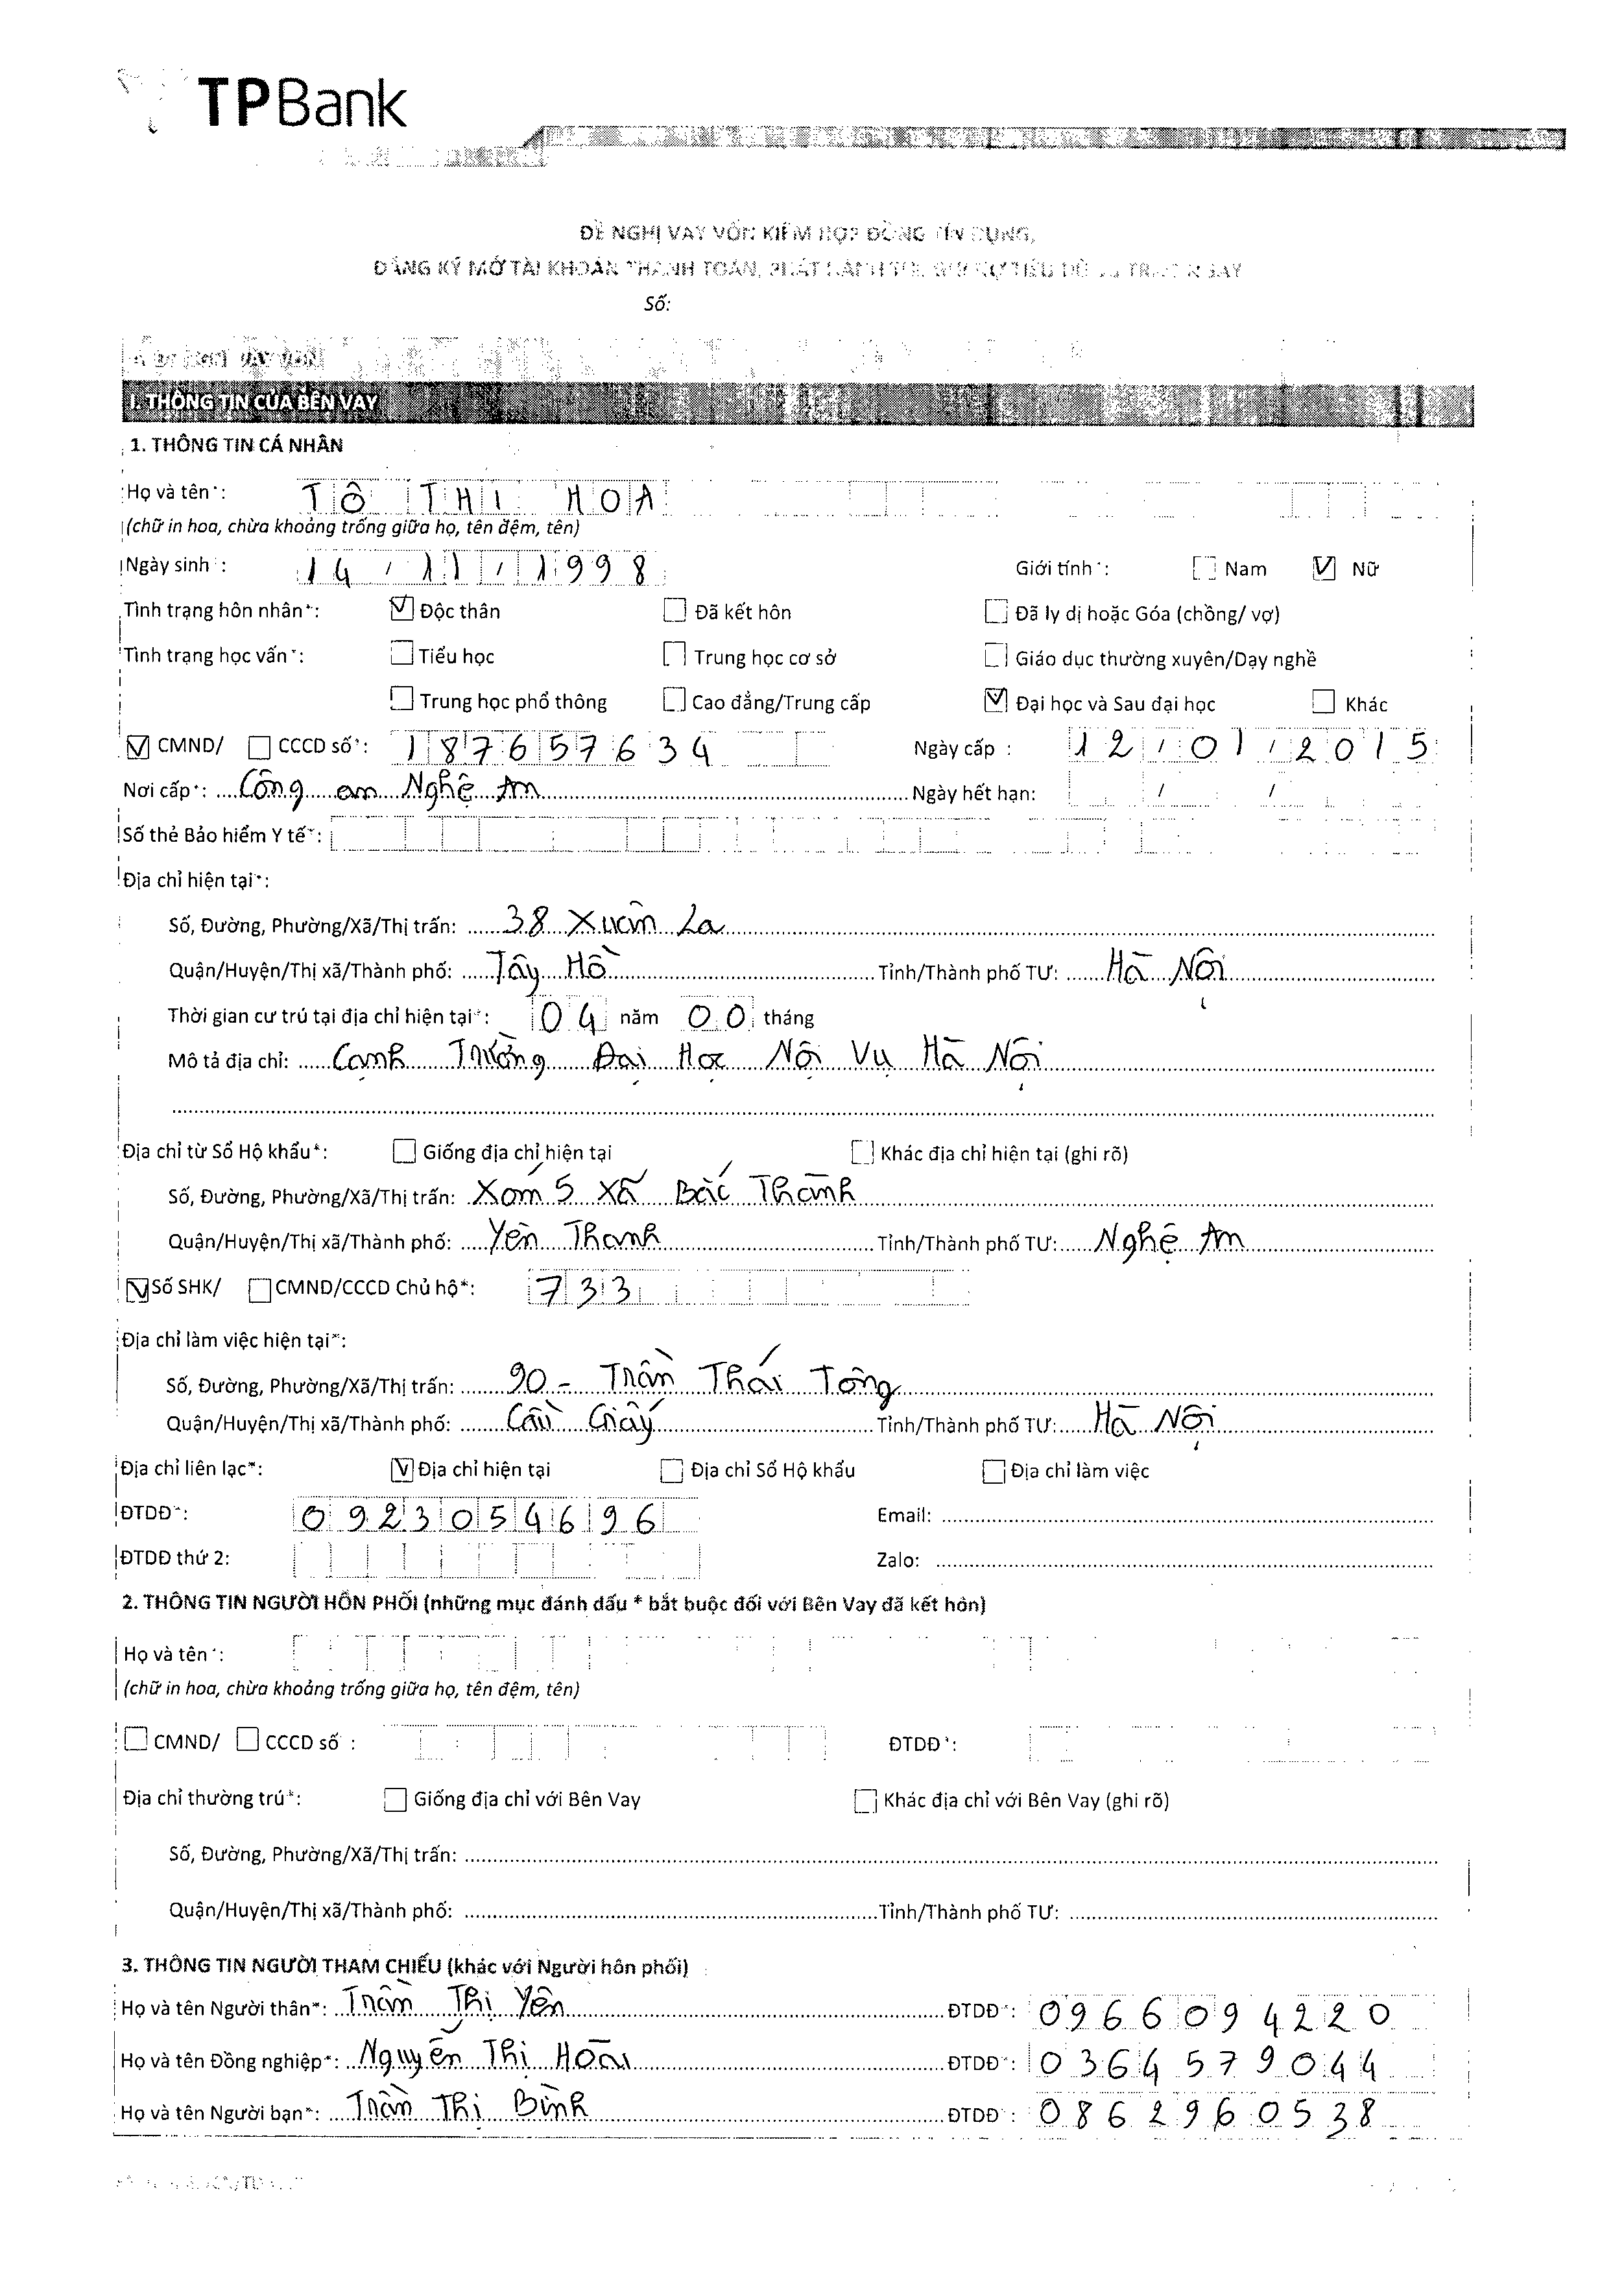 TPBank
ĐỀ NGHỊ VAY VỐN KIÊM HỢP ĐỒNG TÍN DỤNG,
ĐĂNG KÝ MỞ TÀI KHOẢN THANH TOÁN,
Số:
I. THÔNG TIN CỦA BÊN VAY
1. THÔNG TIN CÁ NHÂN
Họ và tên*: TÔ THỊ HOA
(chữ in hoa, chừa khoảng trống giữa họ, tên đệm, tên)
Ngày sinh*: 14 / 11 / 1998 Giới tính*: ☐ Nam ☑ Nữ
Tình trạng hôn nhân*: ☑ Độc thân ☐ Đã kết hôn ☐ Đã ly dị hoặc Góa (chồng/ vợ)
Tình trạng học vấn*: ☐ Tiểu học ☐ Trung học cơ sở ☐ Giáo dục thường xuyên/Dạy nghề
☐ Trung học phổ thông ☐ Cao đẳng/Trung cấp ☑ Đại học và Sau đại học ☐ Khác
☑ CMND/ ☐ CCCD số*: 187657634 Ngày cấp : 12 / 01 / 2015
Nơi cấp*: Công an Nghệ An Ngày hết hạn: / /
Số thẻ Bảo hiểm Y tế*:
Địa chỉ hiện tại*:
Số, Đường, Phường/Xã/Thị trấn: 38 Xuân La
Quận/Huyện/Thị xã/Thành phố: Tây Hồ Tỉnh/Thành phố TƯ: Hà Nội
Thời gian cư trú tại địa chỉ hiện tại*: 04 năm 00 tháng
Mô tả địa chỉ: Cạnh Trường Đại Học Nội Vụ Hà Nội
Địa chỉ từ Sổ Hộ khẩu*: ☐ Giống địa chỉ hiện tại ☐ Khác địa chỉ hiện tại (ghi rõ)
Số, Đường, Phường/Xã/Thị trấn: Xóm 5 Xã Bắc Thành
Quận/Huyện/Thị xã/Thành phố: Yên Thành Tỉnh/Thành phố TƯ: Nghệ An
☑ Số SHK/ ☐ CMND/CCCD Chủ hộ*: 733
Địa chỉ làm việc hiện tại*:
Số, Đường, Phường/Xã/Thị trấn: 90 - Trần Thái Tông
Quận/Huyện/Thị xã/Thành phố: Cầu Giấy Tỉnh/Thành phố TƯ: Hà Nội
Địa chỉ liên lạc*: ☑ Địa chỉ hiện tại ☐ Địa chỉ Sổ Hộ khẩu ☐ Địa chỉ làm việc
ĐTDĐ*: 0923054696 Email:
ĐTDĐ thứ 2: Zalo:
2. THÔNG TIN NGƯỜI HÔN PHỐI (những mục đánh dấu * bắt buộc đối với Bên Vay đã kết hôn)
Họ và tên*:
(chữ in hoa, chừa khoảng trống giữa họ, tên đệm, tên)
☐ CMND/ ☐ CCCD số : ĐTDĐ*:
Địa chỉ thường trú*: ☐ Giống địa chỉ với Bên Vay ☐ Khác địa chỉ với Bên Vay (ghi rõ)
Số, Đường, Phường/Xã/Thị trấn:
Quận/Huyện/Thị xã/Thành phố: Tỉnh/Thành phố TƯ:
3. THÔNG TIN NGƯỜI THAM CHIẾU (khác với Người hôn phối)
Họ và tên Người thân*: Trần Thị Yên ĐTDĐ*: 0966094220
Họ và tên Đồng nghiệp*: Nguyễn Thị Hoài ĐTDĐ*: 0364579044
Họ và tên Người bạn*: Trần Thị Bình ĐTDĐ*: 0862960538